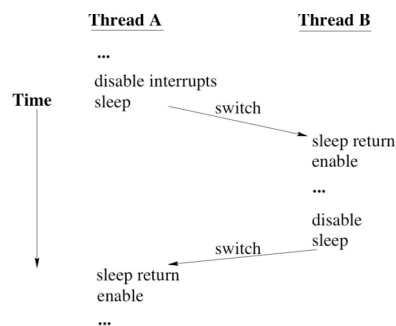 Thread A
Thread B
...
disable interrupts
Time
sleep
switch
sleep return
enable
...
disable
sleep
switch
sleep return
enable
...